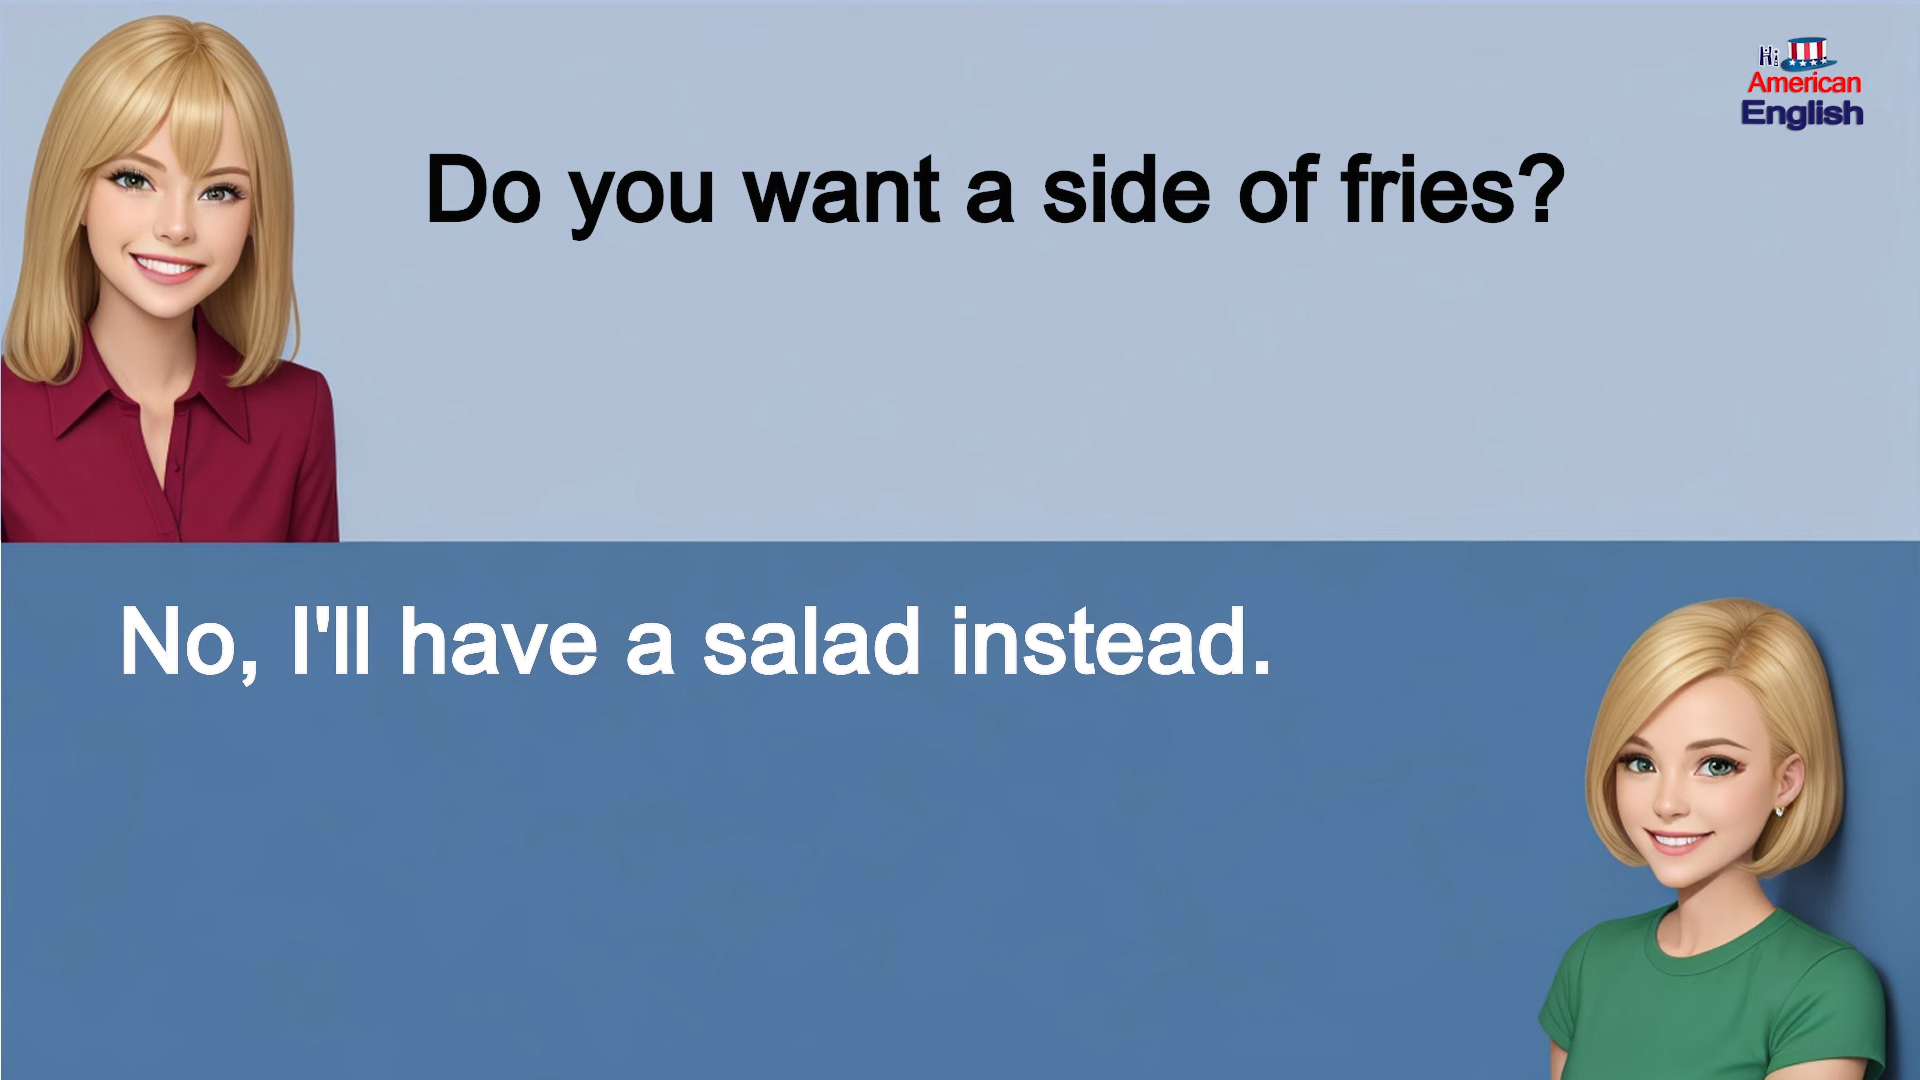 Hi
American
English
Do you want a side of fries?
No, I'll have a salad instead.